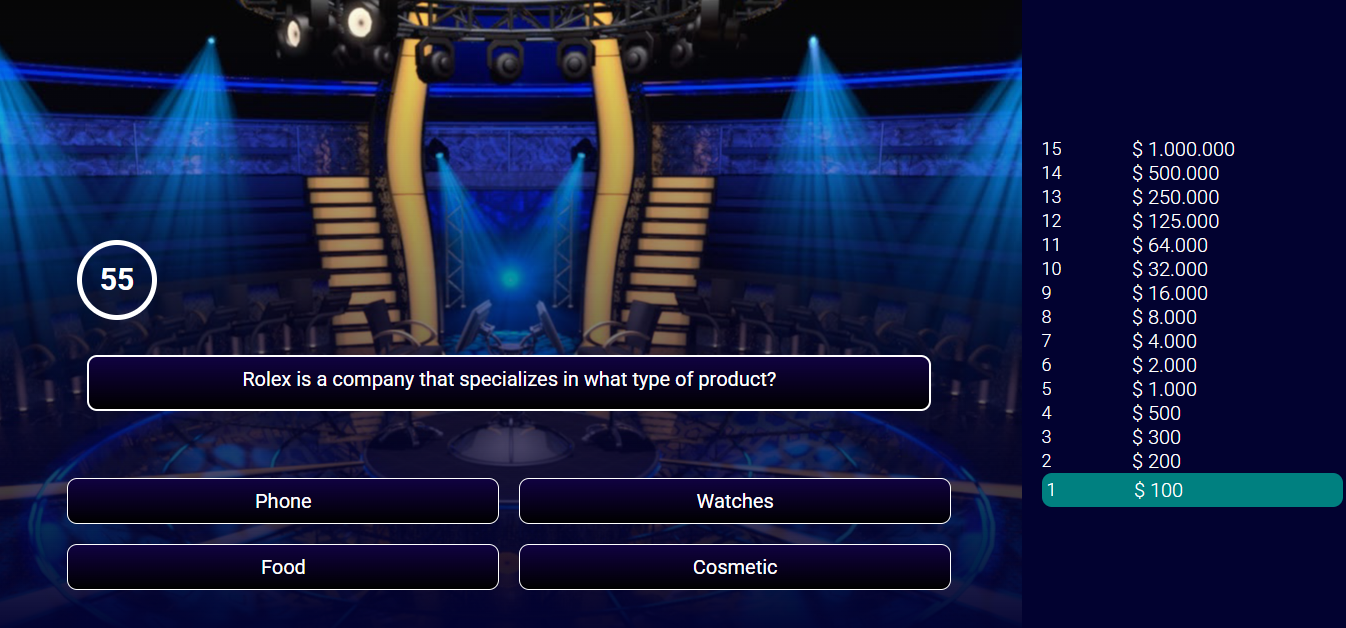 55
Rolex is a company that specializes in what type of product?
Phone
Watches
Food
Cosmetic
15 $ 1.000.000
14 $ 500.000
13 $ 250.000
12 $ 125.000
11 $ 64.000
10 $ 32.000
9 $ 16.000
8 $ 8.000
7 $ 4.000
6 $ 2.000
5 $ 1.000
4 $ 500
3 $ 300
2 $ 200
1 $ 100